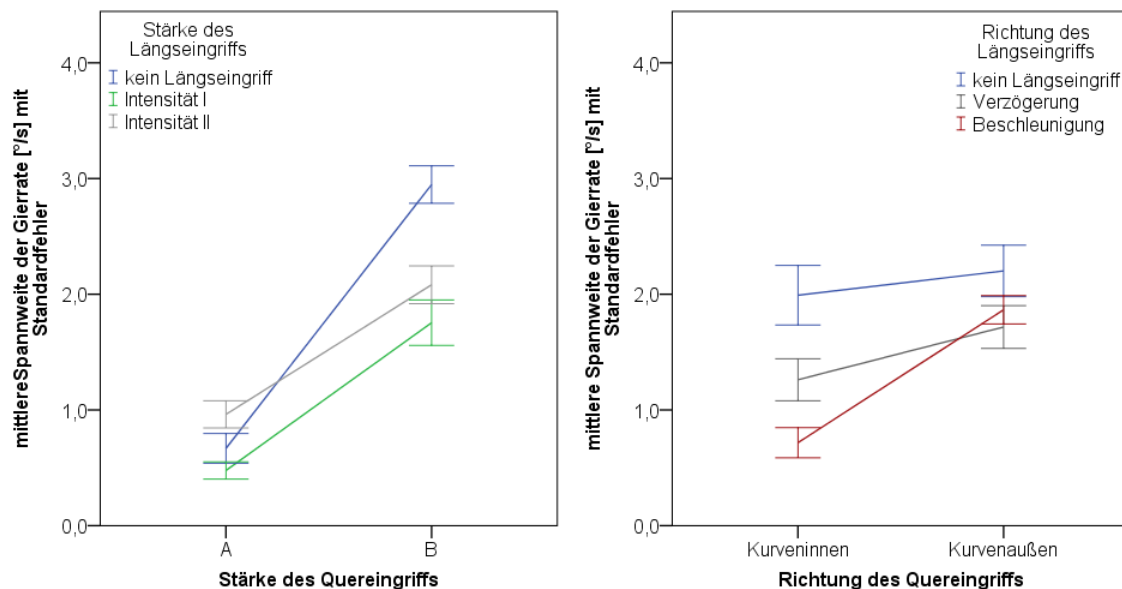 Stärke des
Längseingriffs
kein Längseingriff
Intensität I
Intensität II
4,0
3,0
2,0
1,0
0,0
A
B
Stärke des Quereingriffs
mittlereSpannweite der Gierrate [°/s] mit
Standardfehler
Richtung des
Längseingriffs
kein Längseingriff
Verzögerung
Beschleunigung
4,0
3,0
2,0
1,0
0,0
Kurveninnen
Kurvenaußen
Richtung des Quereingriffs
mittlere Spannweite der Gierrate [°/s] mit
Standardfehler